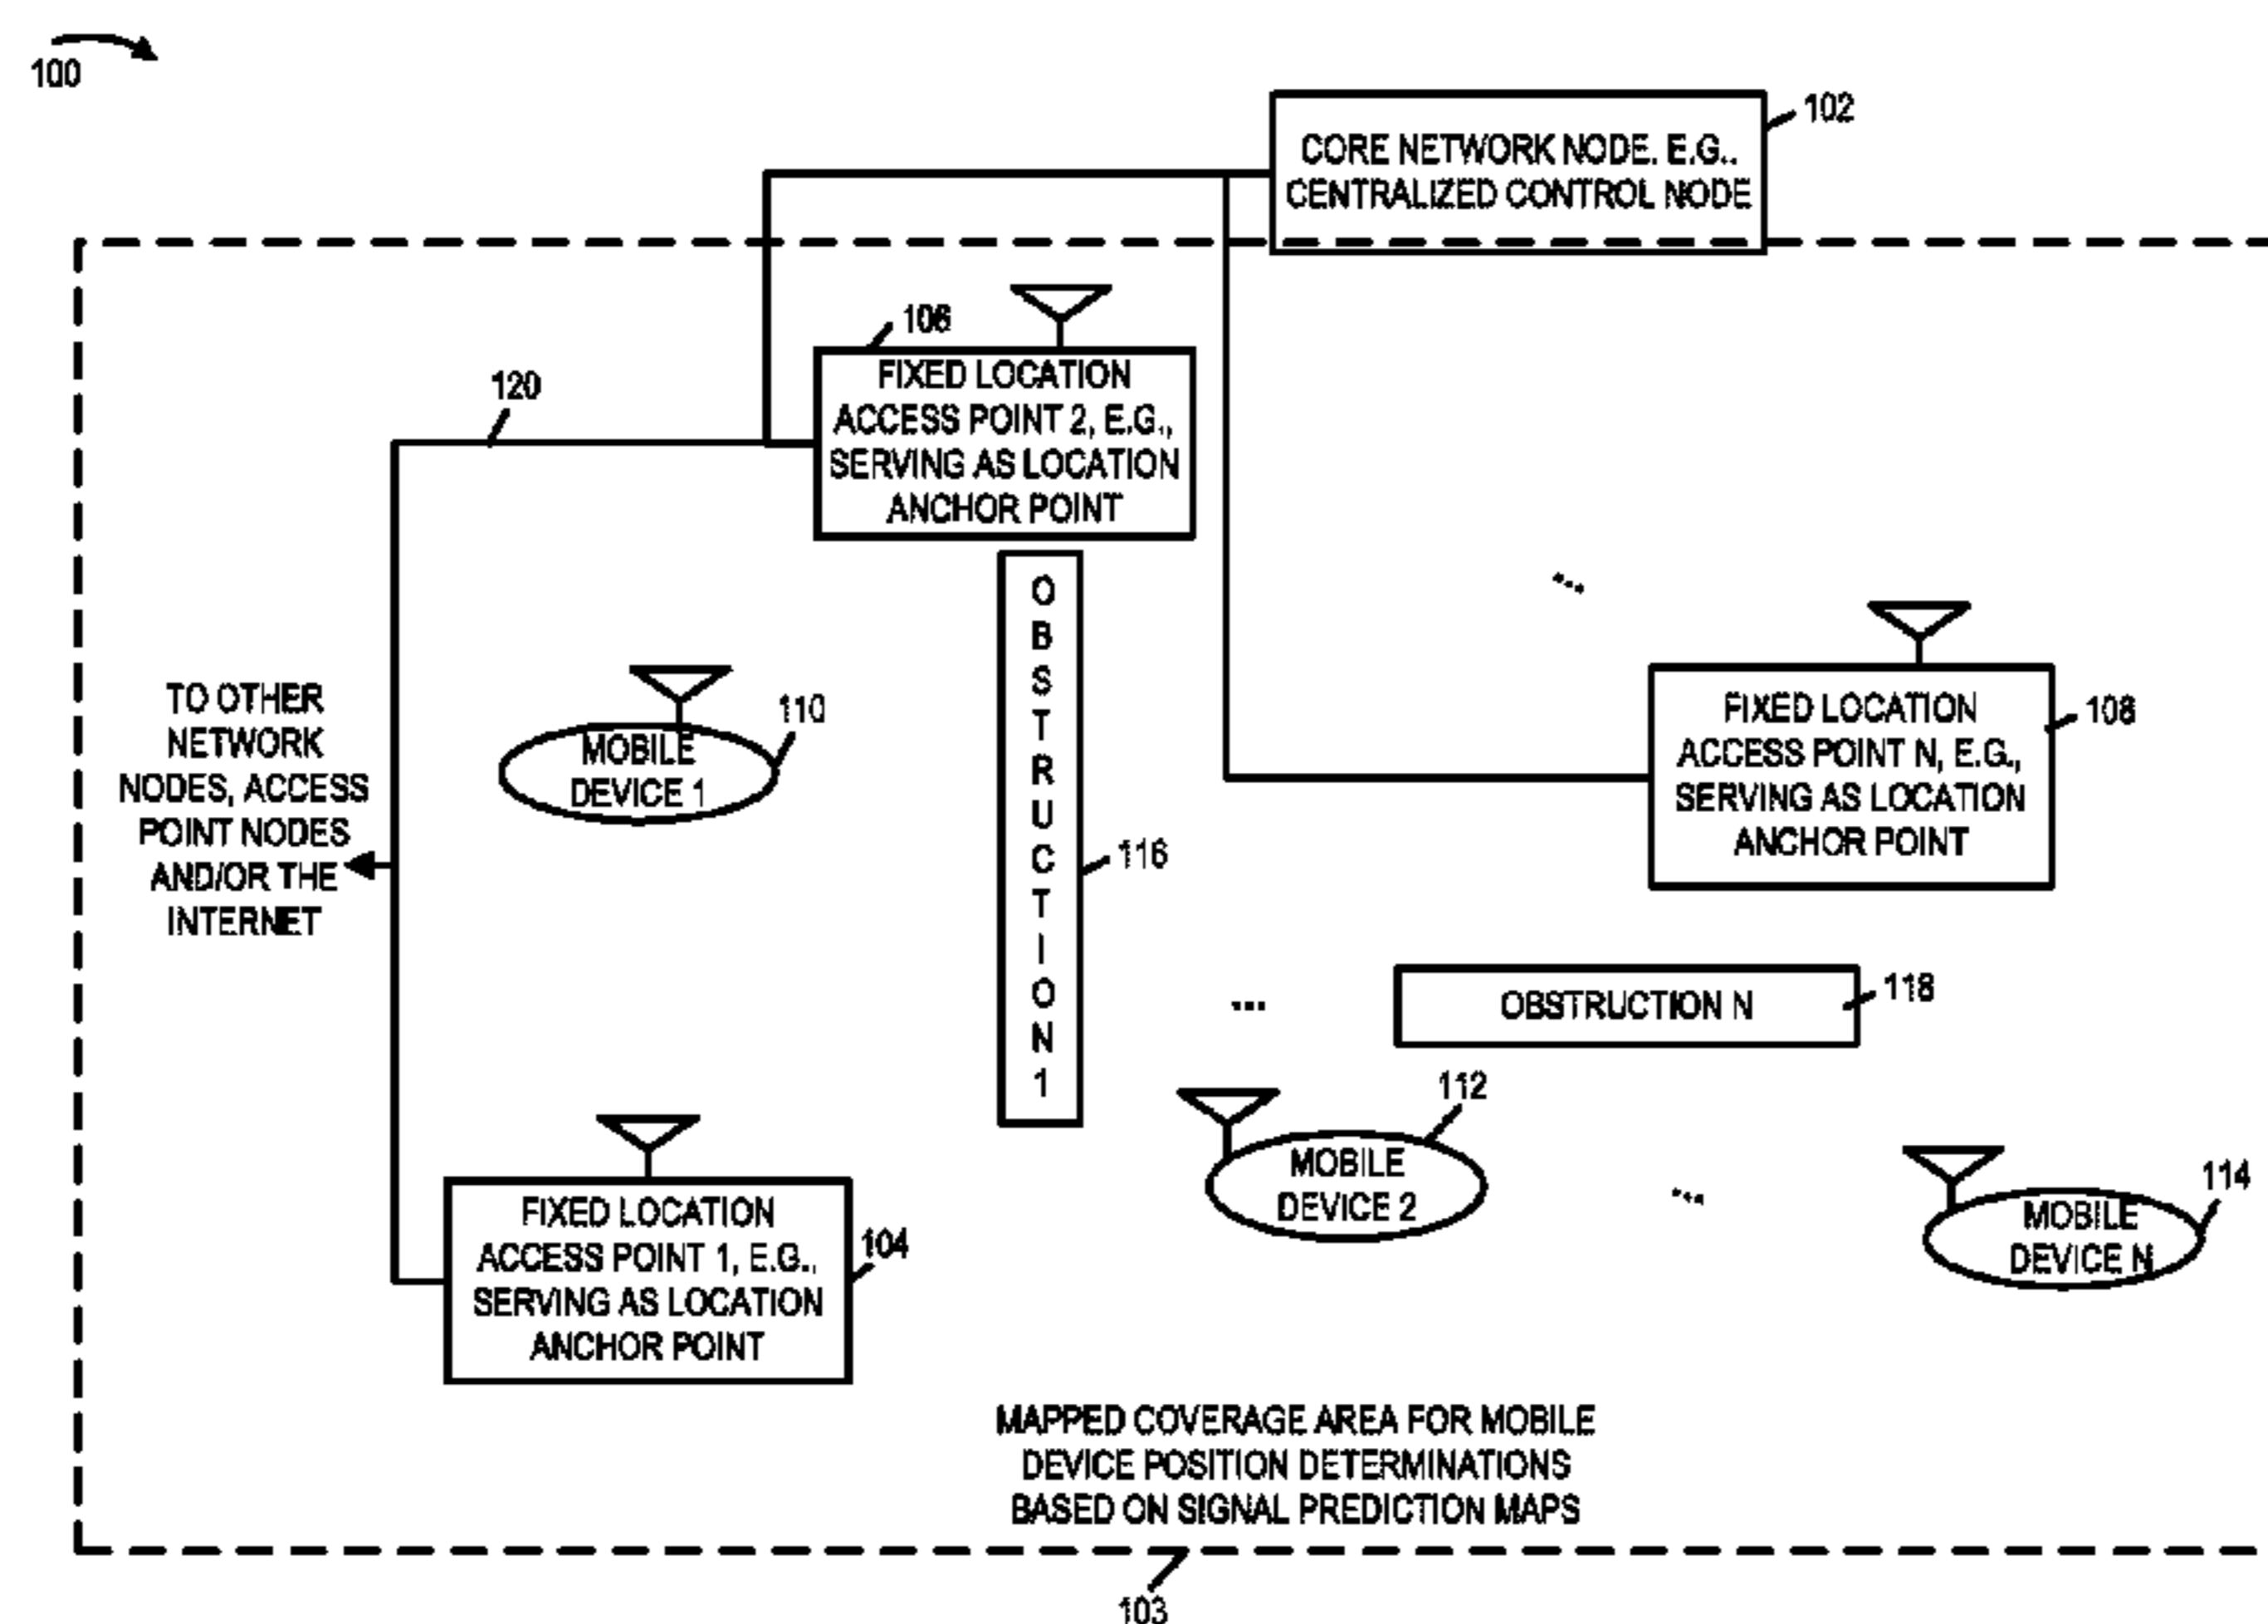 100
102
CORE NETWORK NODE. E.G..
CENTRALIZED CONTROL NODE
106
FIXED LOCATION
ACCESS POINT 2, E.G.,
SERVING AS LOCATION
ANCHOR POINT
120
O
B
S
T
R
U
C
T
I
O
N
1
116
TO OTHER
NETWORK
NODES, ACCESS
POINT NODES
AND/OR THE
INTERNET
110
MOBILE
DEVICE 1
...
108
FIXED LOCATION
ACCESS POINT N, E.G.,
SERVING AS LOCATION
ANCHOR POINT
...
OBSTRUCTION N
118
112
MOBILE
DEVICE 2
...
114
MOBILE
DEVICE N
FIXED LOCATION
ACCESS POINT 1, E.G.,
SERVING AS LOCATION
ANCHOR POINT
104
MAPPED COVERAGE AREA FOR MOBILE
DEVICE POSITION DETERMINATIONS
BASED ON SIGNAL PREDICTION MAPS
103